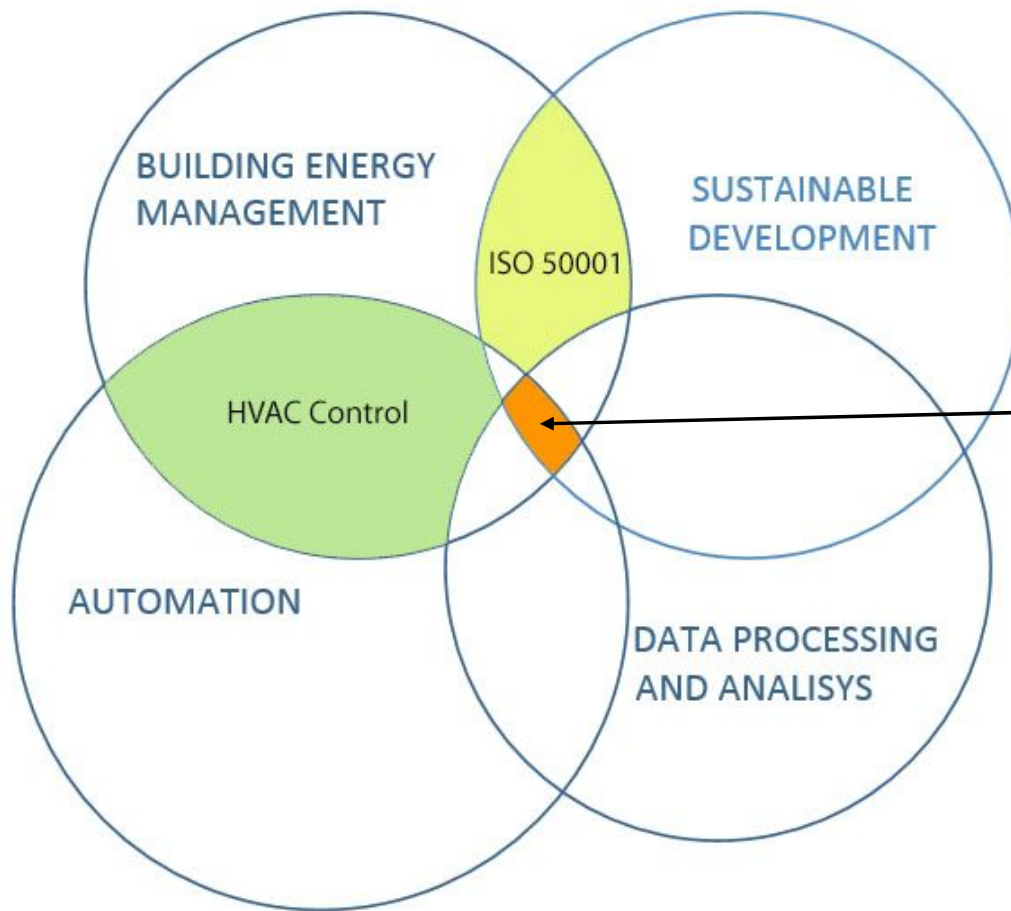 BUILDING ENERGY
MANAGEMENT
SUSTAINABLE
DEVELOPMENT
ISO 50001
HVAC Control
AUTOMATION
DATA PROCESSING
AND ANALISYS